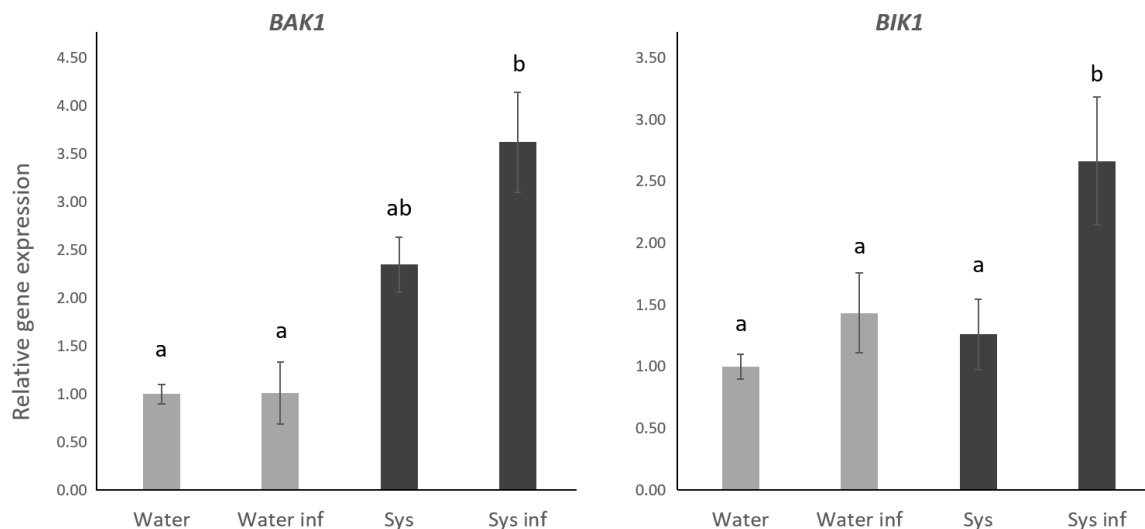 BAK1
Relative gene expression
4.50
4.00
3.50
3.00
2.50
2.00
1.50
1.00
0.50
0.00
a
a
ab
b
Water
Water inf
Sys
Sys inf
BIK1
3.50
3.00
2.50
2.00
1.50
1.00
0.50
0.00
a
a
a
b
Water
Water inf
Sys
Sys inf